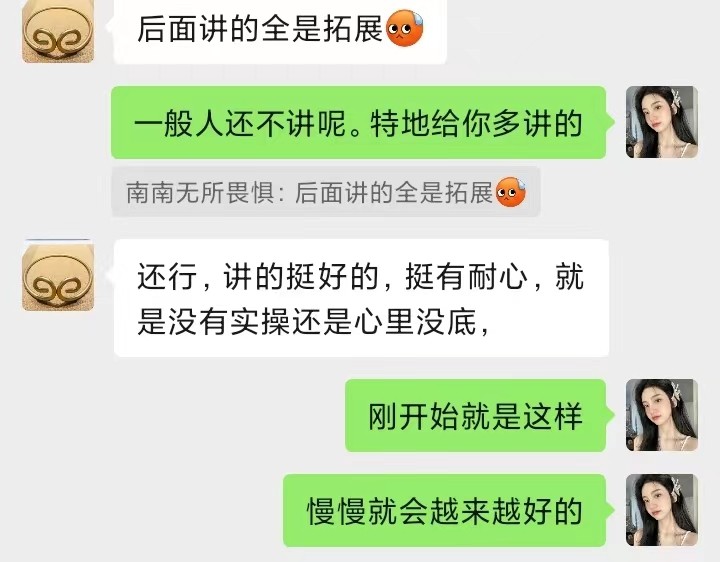 后面讲的全是拓展
一般人还不讲呢。特地给你多讲的
南南无所畏惧：后面讲的全是拓展
还行，讲的挺好的，挺有耐心，就
是没有实操还是心里没底，
刚开始就是这样
慢慢就会越来越好的